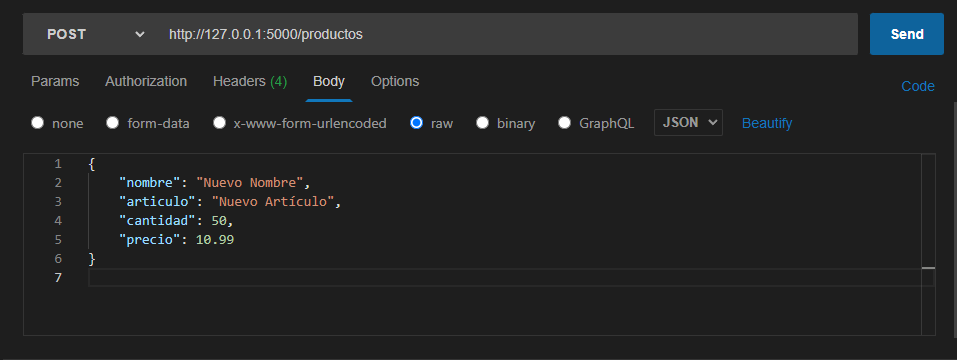 POST http://127.0.0.1:5000/productos Send
Params Authorization Headers (4) Body Options Code
none form-data x-www-form-urlencoded raw binary GraphQL JSON Beautify
1 {
2 "nombre": "Nuevo Nombre",
3 "articulo": "Nuevo Artículo",
4 "cantidad": 50,
5 "precio": 10.99
6 }
7